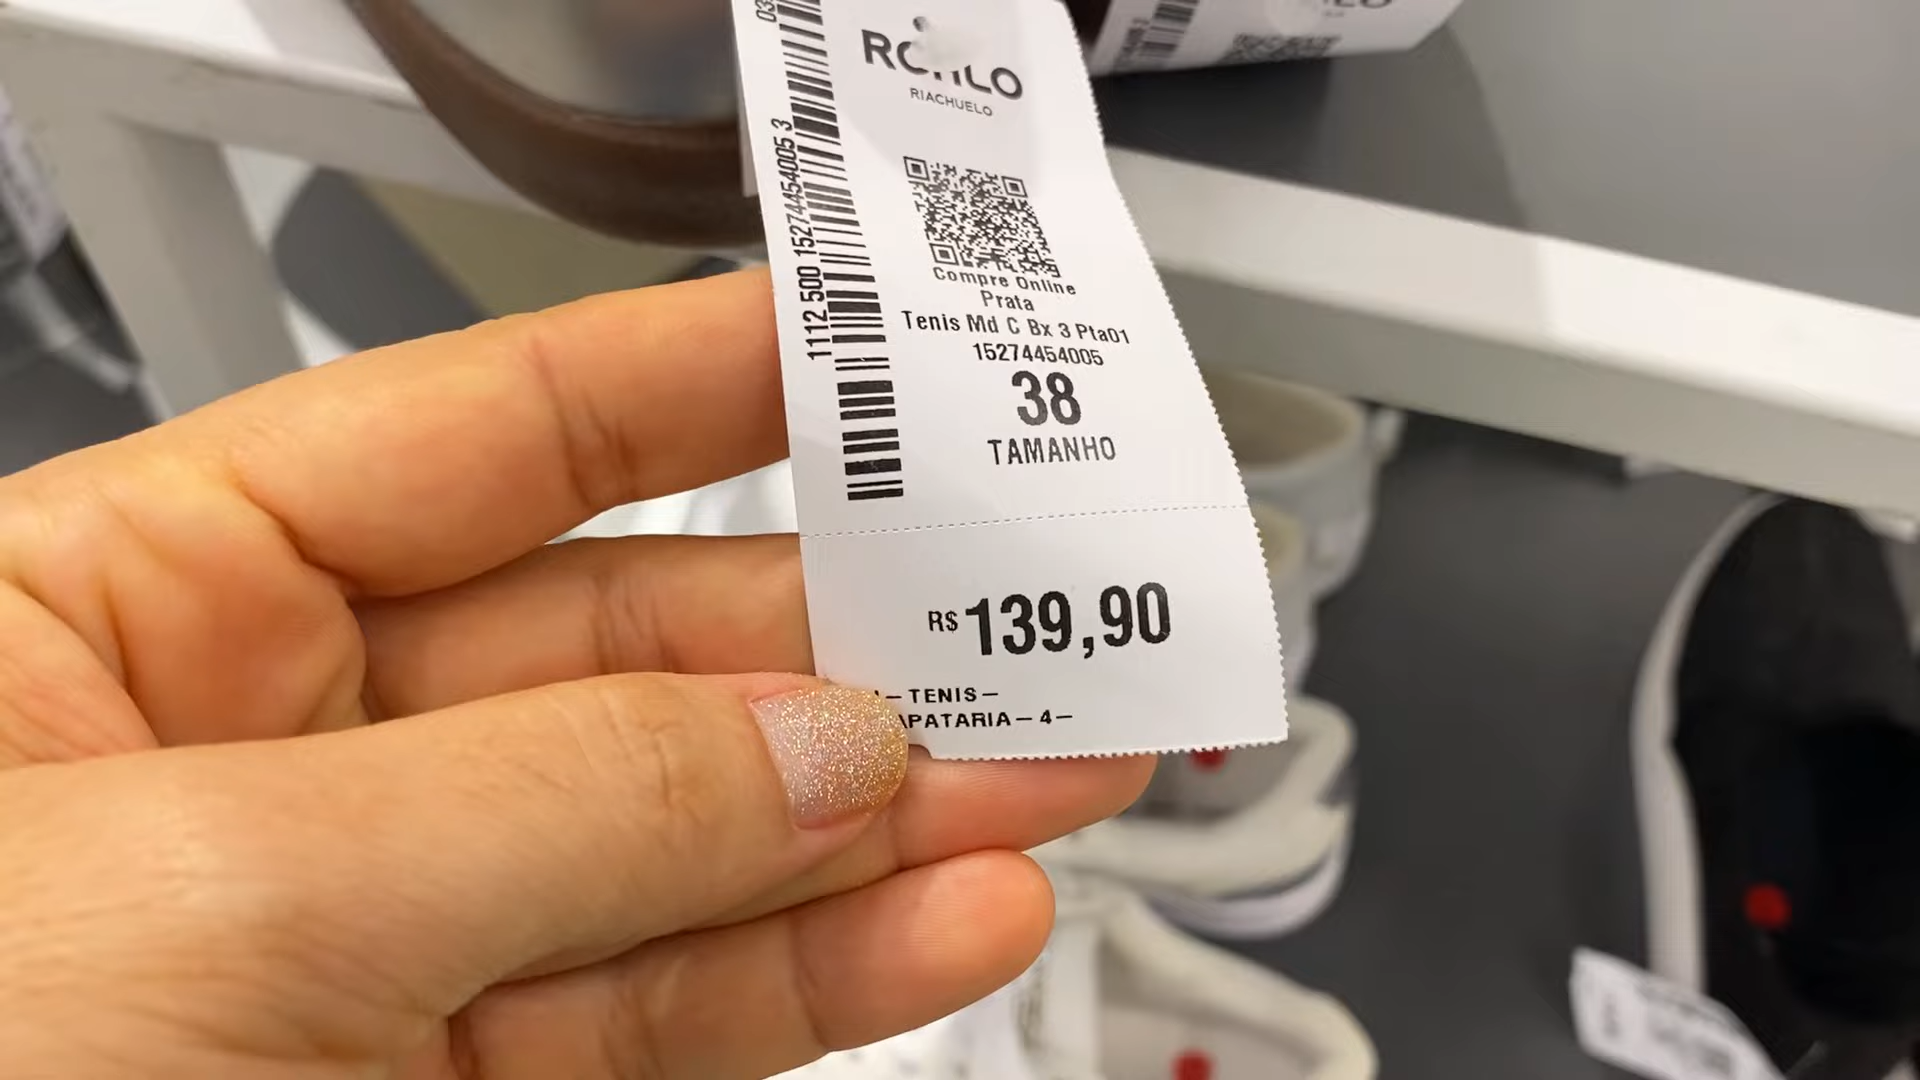 RIACHUELO
Compre Online
Prata
Tenis Md C Bx 3 Pta01
15274454005
38
TAMANHO
1112 500 15274454005 3
R$139,90
— TENIS —
APATARIA — 4 —